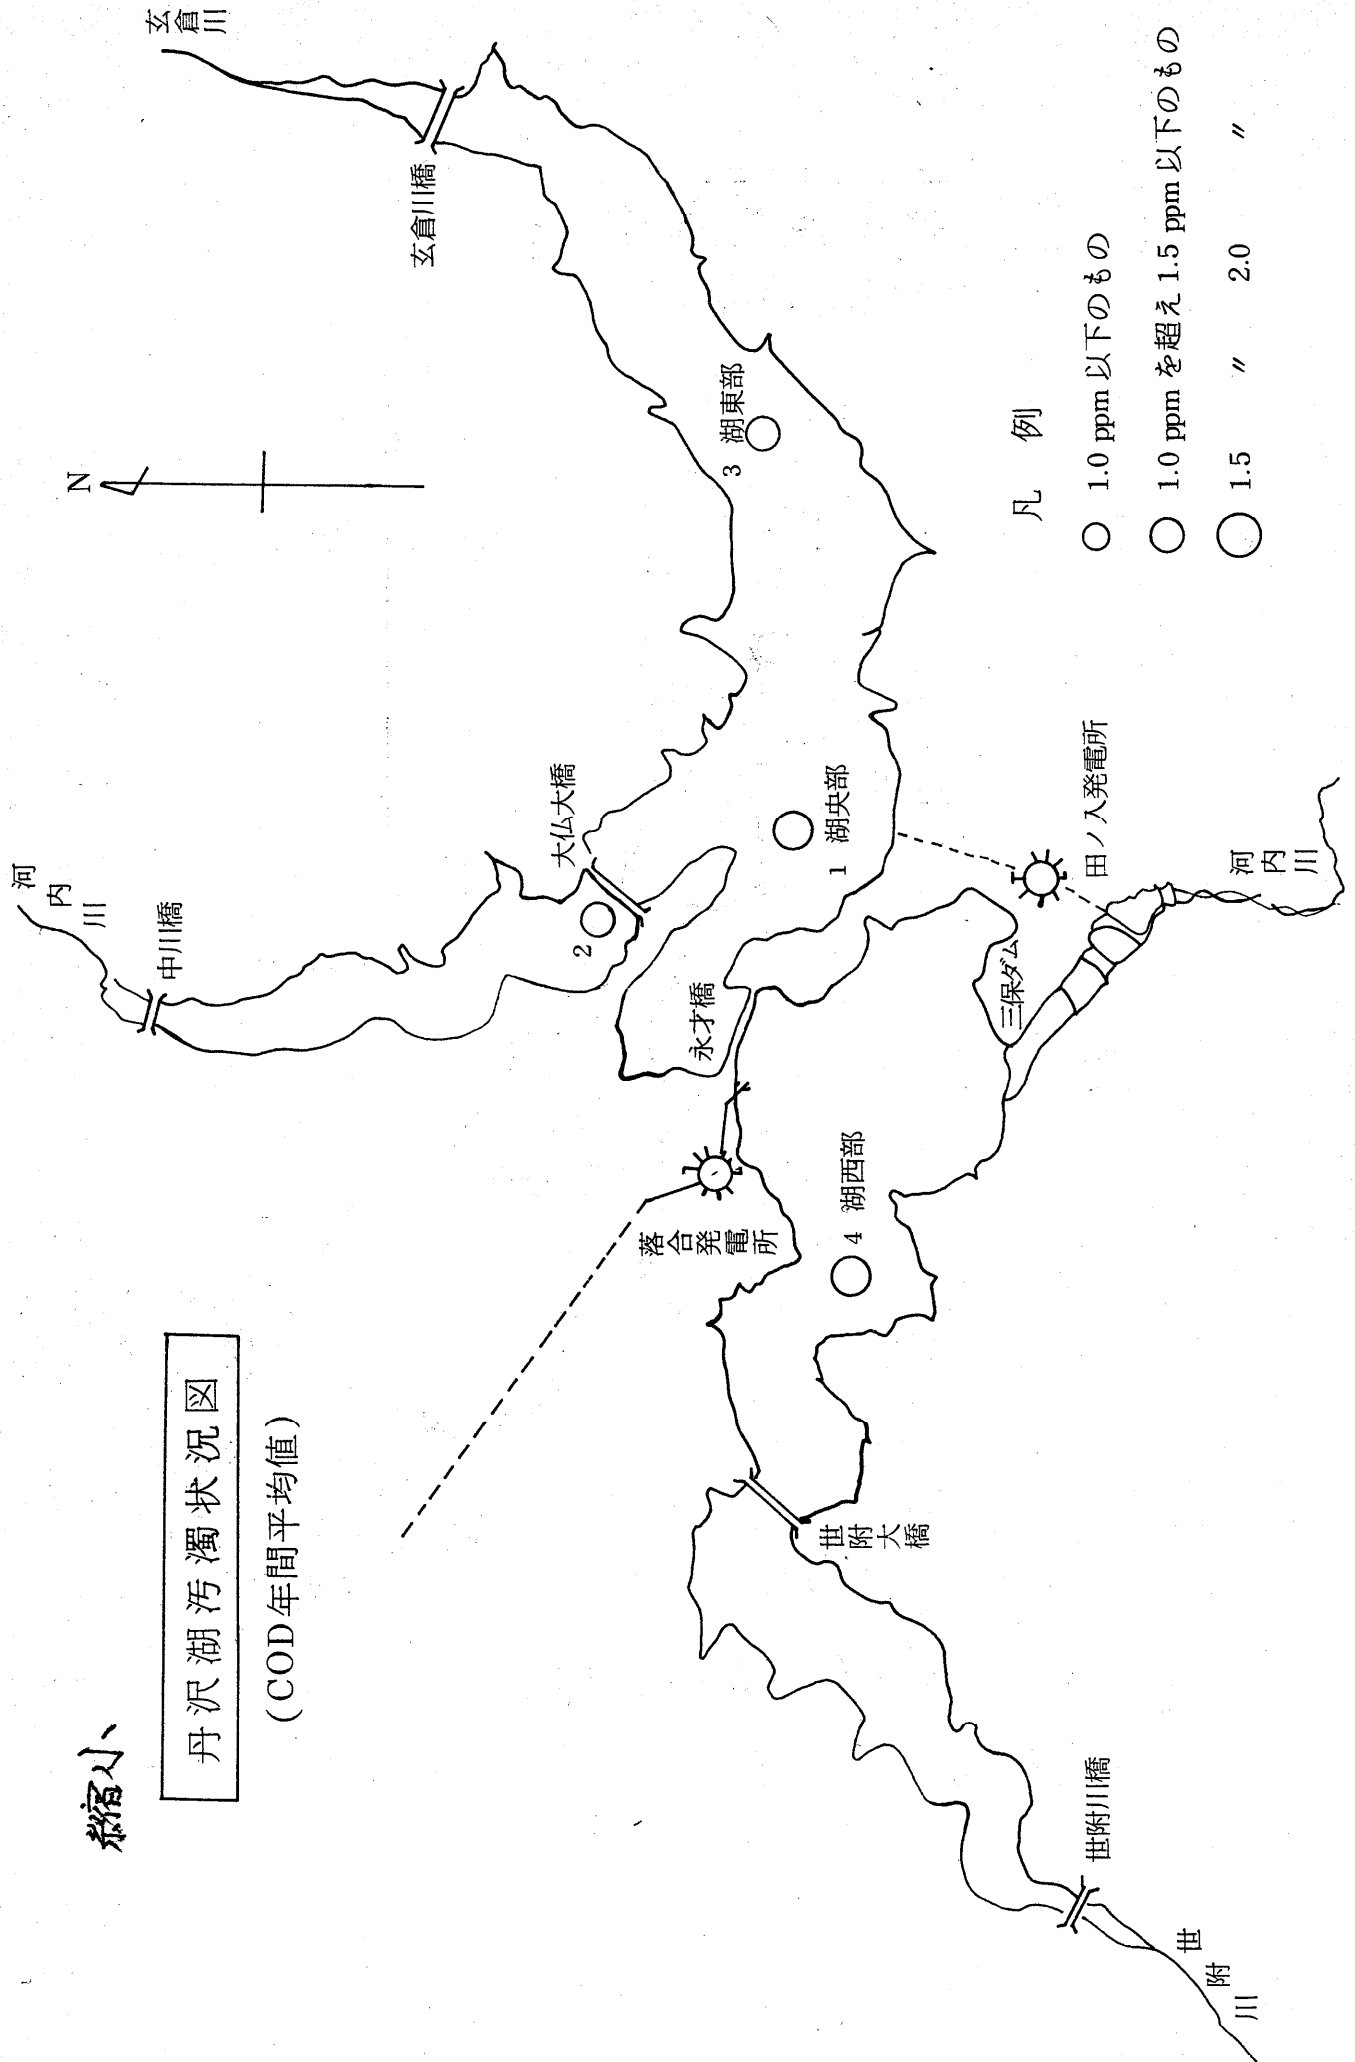 縮小
丹沢湖汚濁状況図
(COD年間平均値)
N
玄倉川
玄倉川橋
河内川
中川橋
大仏大橋
2
3 湖東部
1 湖央部
永才橋
落合発電所
4 湖西部
三保ダム
田ノ入発電所
河内川
世附大橋
世附川橋
世附川
凡例
1.0 ppm 以下のもの
1.0 ppm を超え 1.5 ppm 以下のもの
1.5 〃 2.0 〃